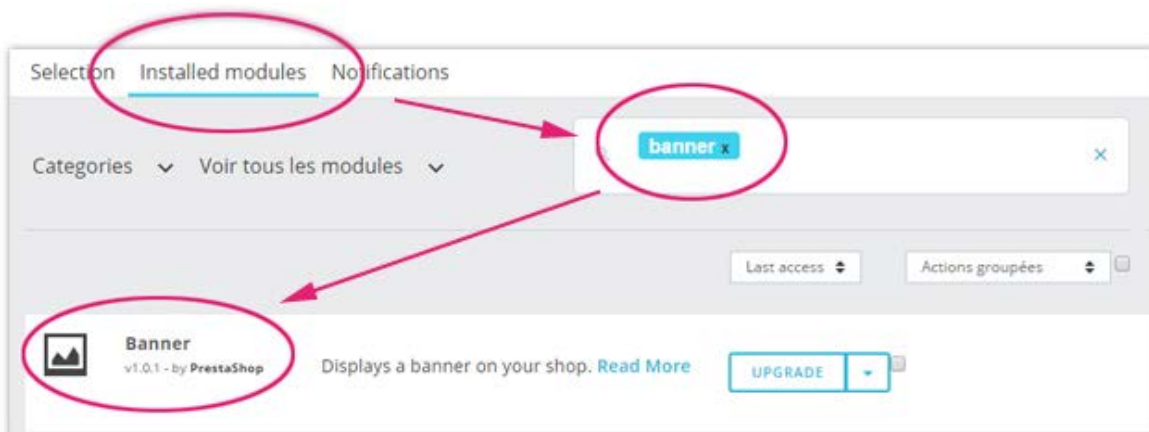 Selection Installed modules Notifications
banner x
Categories Voir tous les modules
Last access Actions groupées
Banner
v1.0.1 - by PrestaShop
Displays a banner on your shop. Read More
UPGRADE